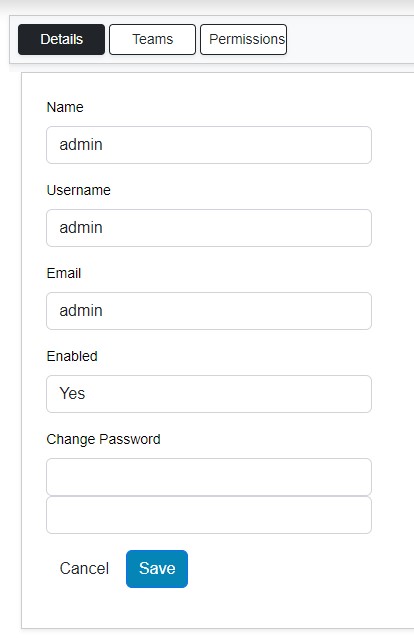 Details Teams Permissions
Name
admin
Username
admin
Email
admin
Enabled
Yes
Change Password
Cancel Save